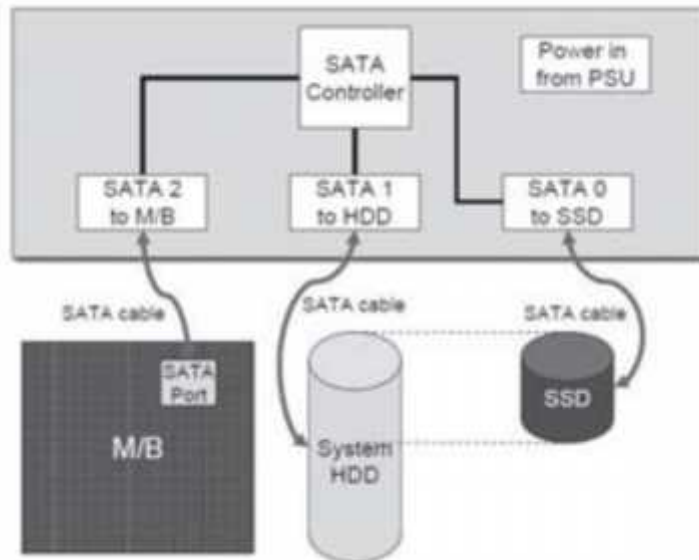 SATA
Controller
Power in
from PSU
SATA 2
to M/B
SATA 1
to HDD
SATA 0
to SSD
SATA cable
SATA cable
SATA cable
SATA
Port
M/B
System
HDD
SSD